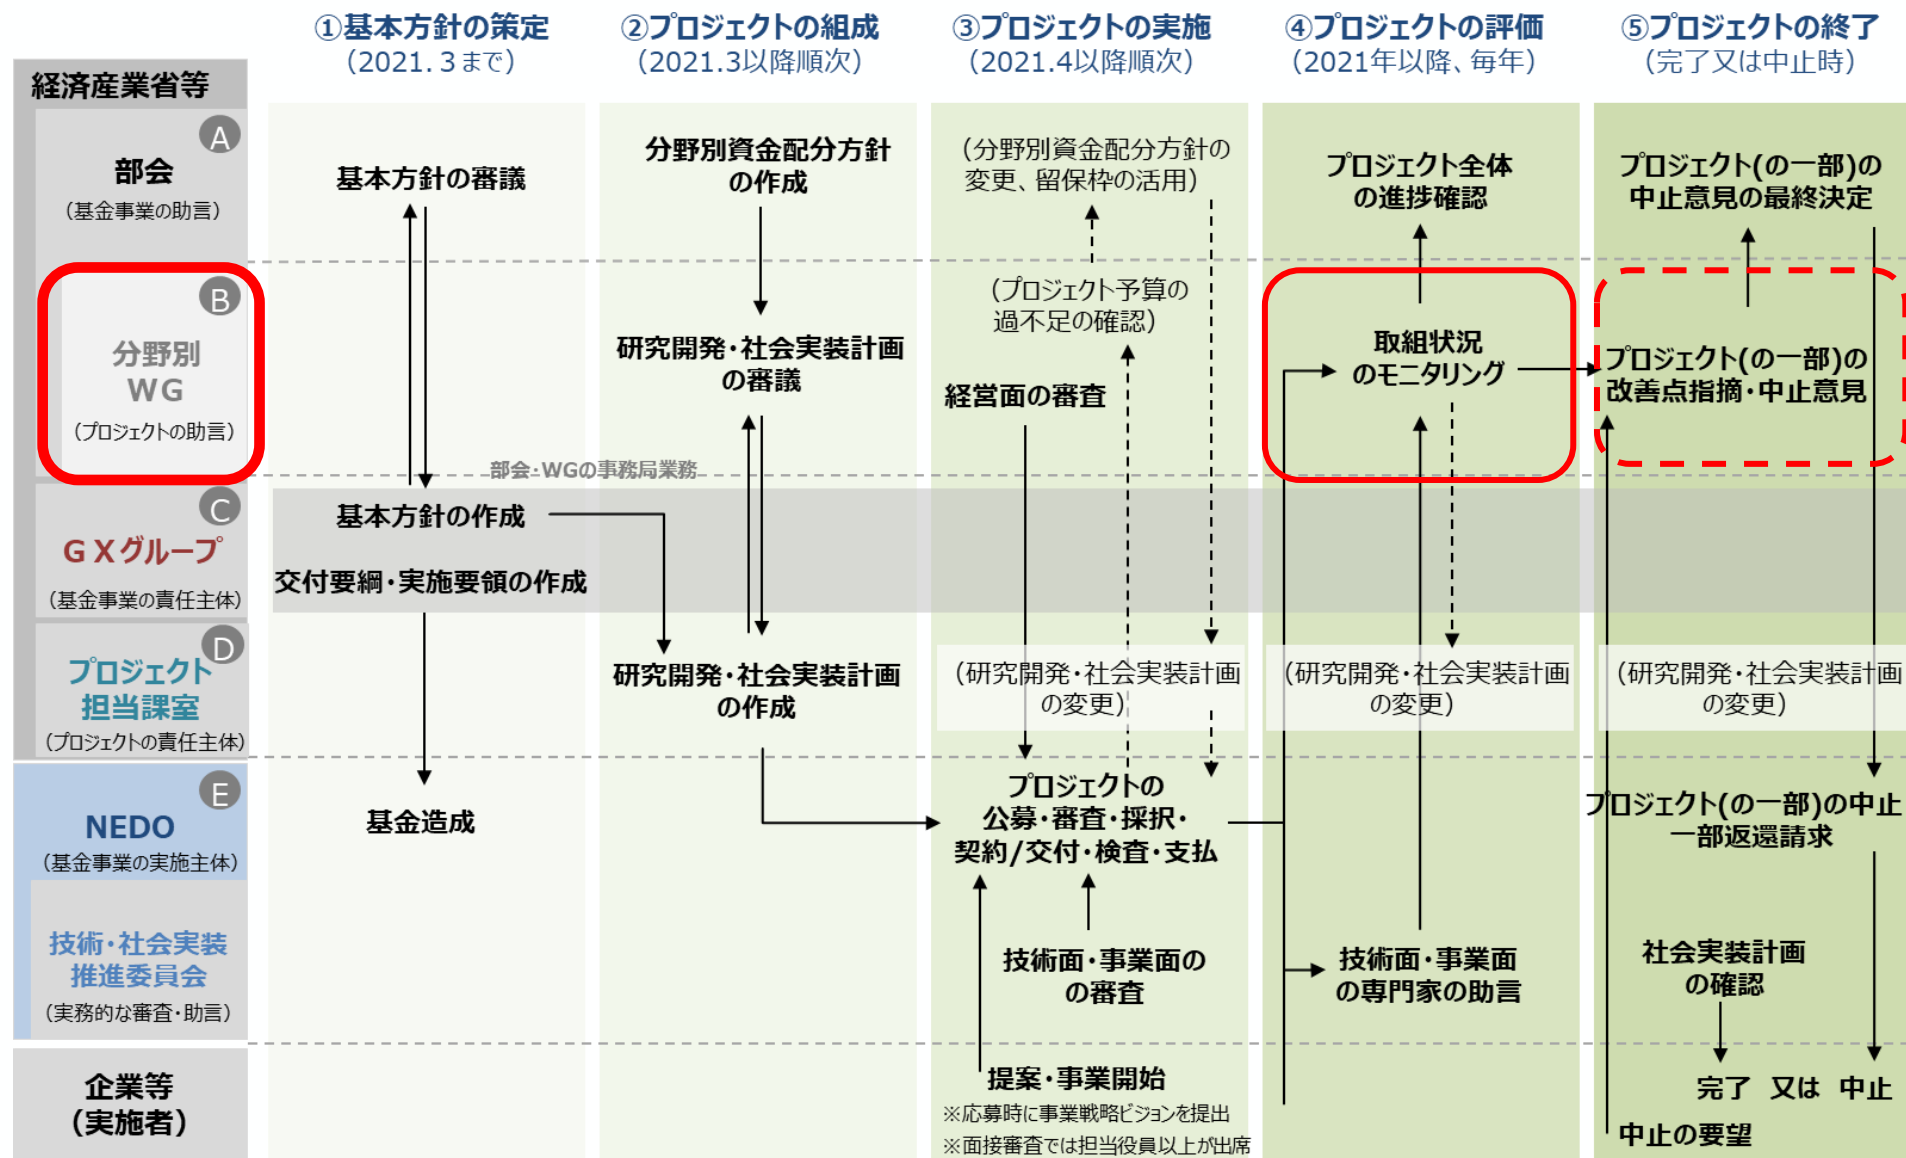 ①基本方針の策定
(2021.３まで)
②プロジェクトの組成
(2021.3以降順次)
③プロジェクトの実施
(2021.4以降順次)
④プロジェクトの評価
(2021年以降、毎年)
⑤プロジェクトの終了
(完了又は中止時)
経済産業省等
A
部会
(基金事業の助言)
基本方針の審議
分野別資金配分方針
の作成
(分野別資金配分方針の
変更、留保枠の活用)
プロジェクト全体
の進捗確認
プロジェクト(の一部)の
中止意見の最終決定
B
分野別
WG
(プロジェクトの助言)
研究開発・社会実装計画
の審議
(プロジェクト予算の
過不足の確認)
経営面の審査
取組状況
のモニタリング
プロジェクト(の一部)の
改善点指摘・中止意見
部会・WGの事務局業務
C
GXグループ
(基金事業の責任主体)
基本方針の作成
交付要綱・実施要領の作成
D
プロジェクト
担当課室
(プロジェクトの責任主体)
研究開発・社会実装計画
の作成
(研究開発・社会実装計画
の変更)
(研究開発・社会実装計画
の変更)
(研究開発・社会実装計画
の変更)
E
NEDO
(基金事業の実施主体)
基金造成
プロジェクトの
公募・審査・採択・
契約/交付・検査・支払
プロジェクト(の一部)の中止
一部返還請求
技術・社会実装
推進委員会
(実務的な審査・助言)
技術面・事業面の
の審査
技術面・事業面
の専門家の助言
社会実装計画
の確認
企業等
(実施者)
提案・事業開始
※応募時に事業戦略ビジョンを提出
※面接審査では担当役員以上が出席
完了 又は 中止
中止の要望